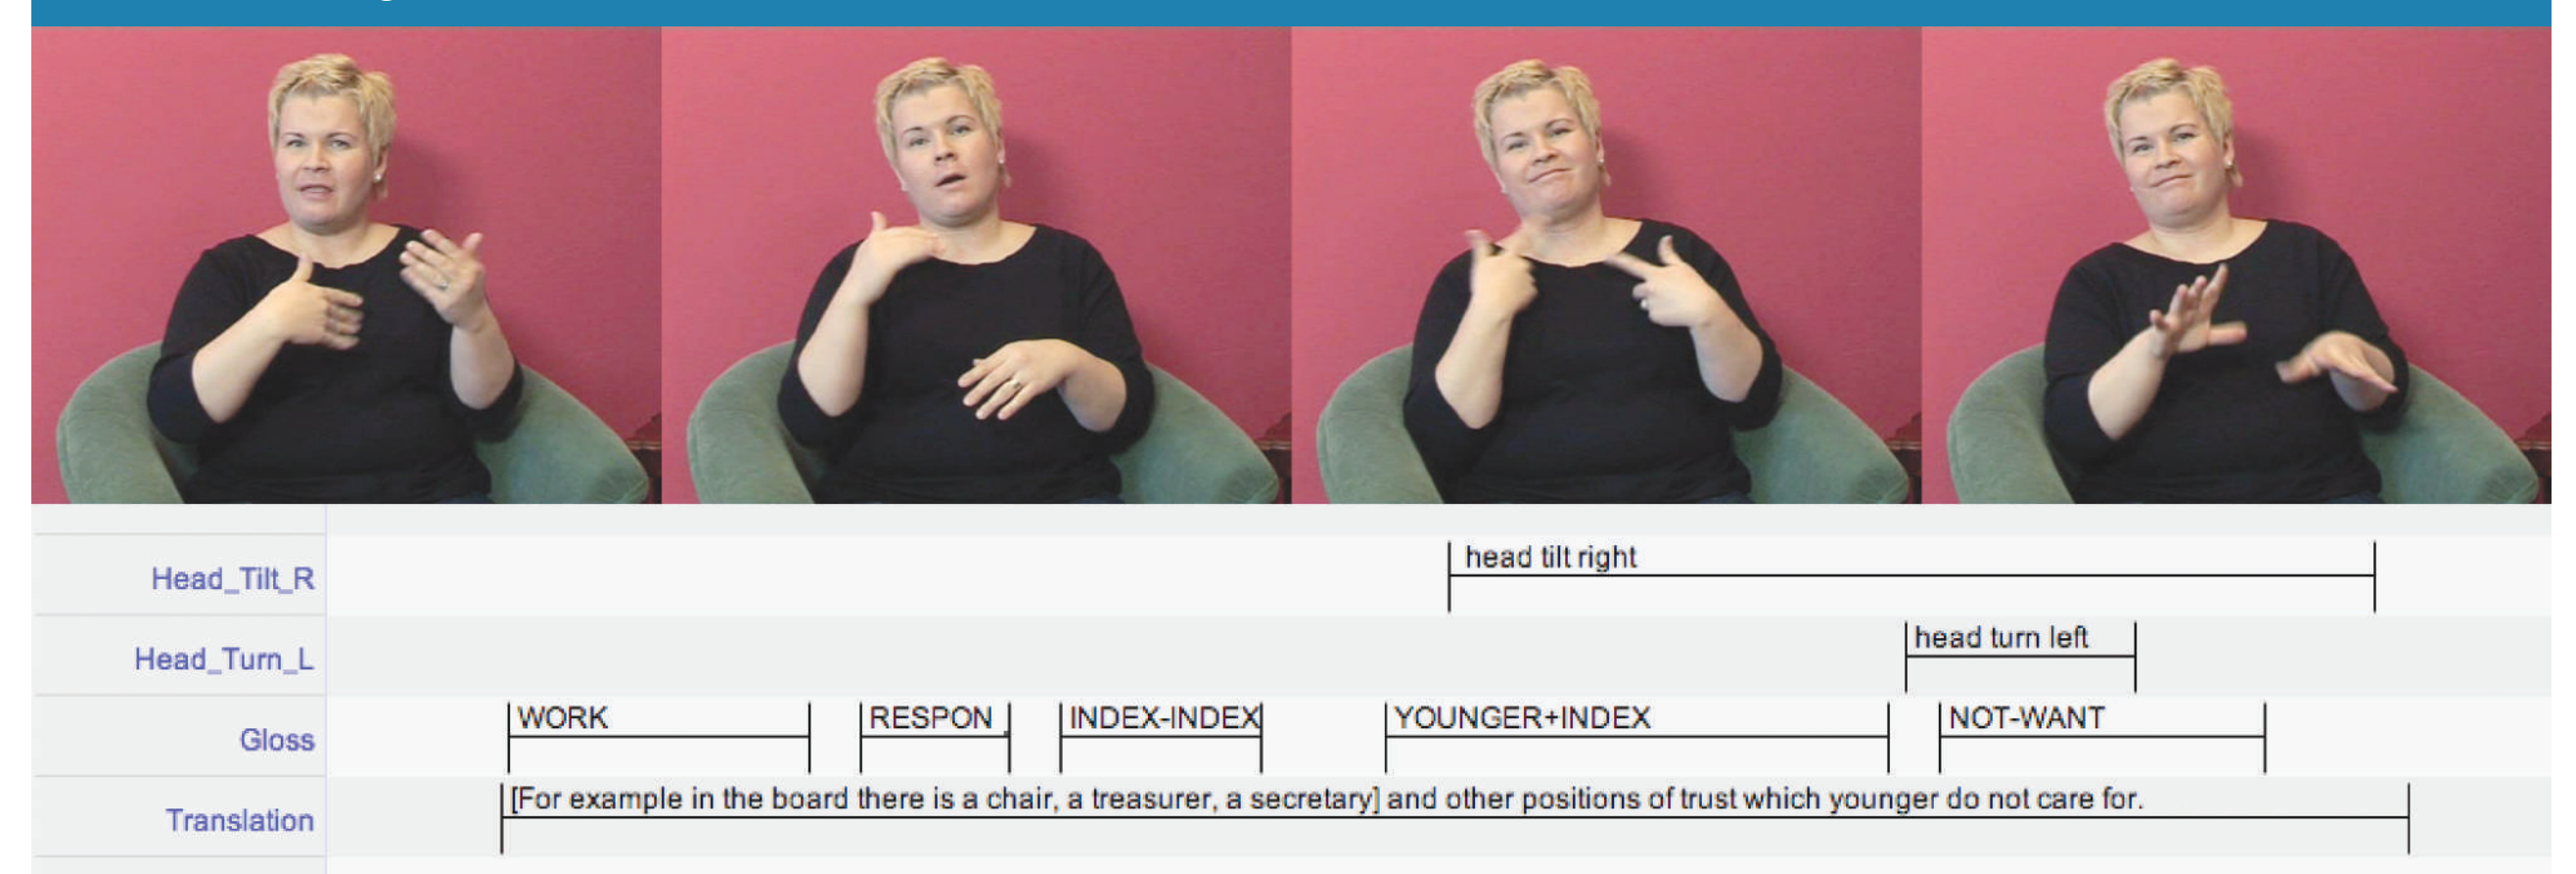 Head_Tilt_R
head tilt right
Head_Turn_L
head turn left
Gloss
WORK
RESPON
INDEX-INDEX
YOUNGER+INDEX
NOT-WANT
Translation
[For example in the board there is a chair, a treasurer, a secretary] and other positions of trust which younger do not care for.